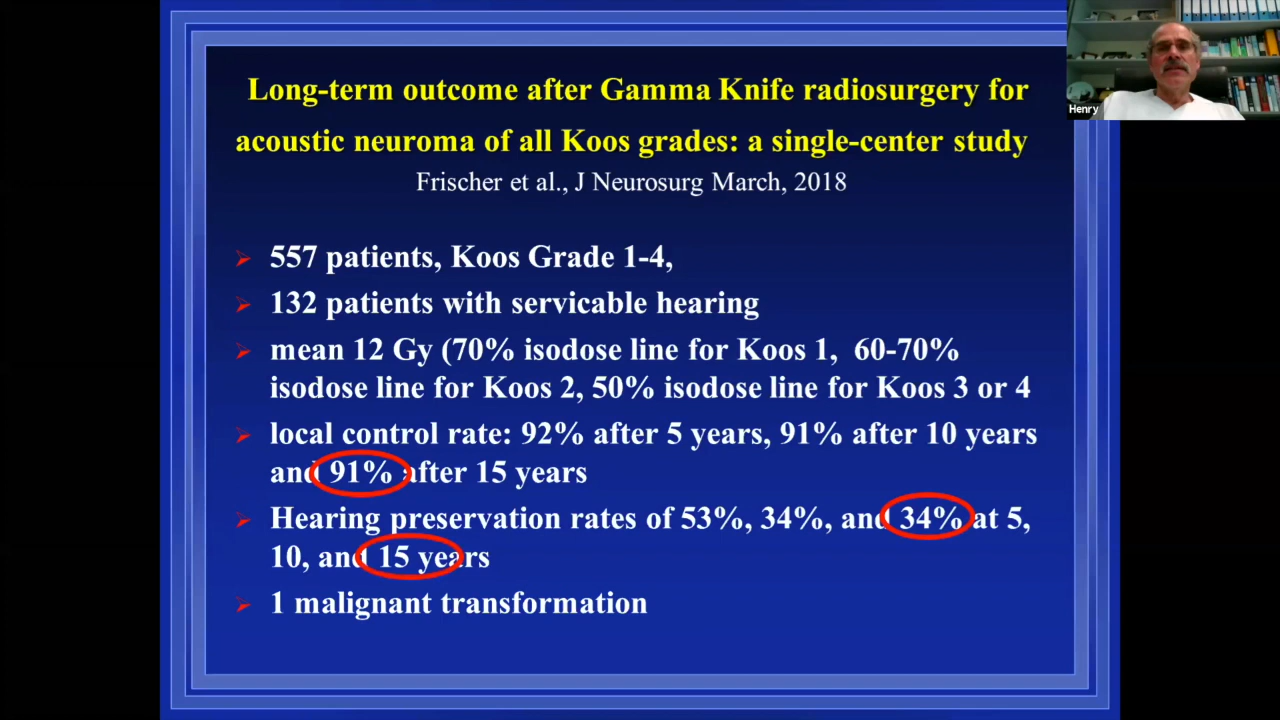 Long-term outcome after Gamma Knife radiosurgery for
acoustic neuroma of all Koos grades: a single-center study
Frischer et al., J Neurosurg March, 2018
557 patients, Koos Grade 1-4,
132 patients with servicable hearing
mean 12 Gy (70% isodose line for Koos 1, 60-70%
isodose line for Koos 2, 50% isodose line for Koos 3 or 4
local control rate: 92% after 5 years, 91% after 10 years
and 91% after 15 years
Hearing preservation rates of 53%, 34%, and 34% at 5,
10, and 15 years
1 malignant transformation
Henry